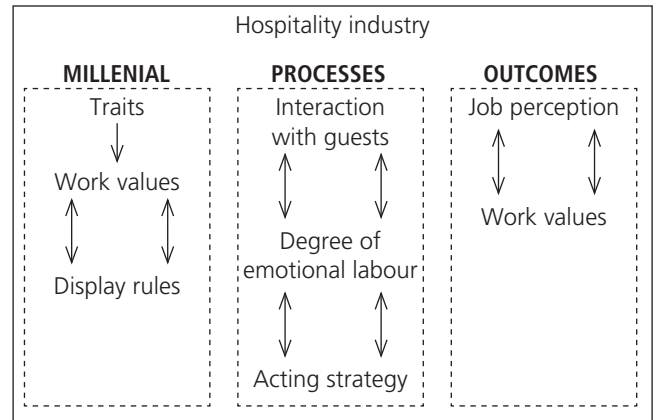 Hospitality industry
MILLENIAL
Traits
Work values
Display rules
PROCESSES
Interaction
with guests
Degree of
emotional labour
Acting strategy
OUTCOMES
Job perception
Work values